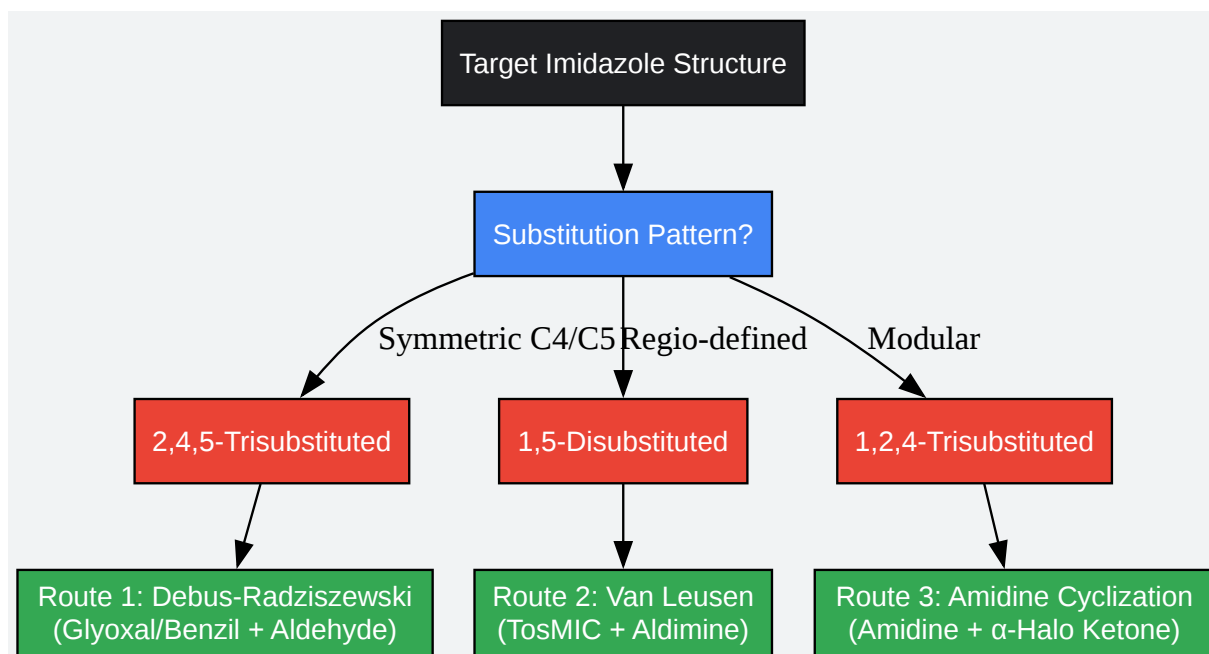 Target Imidazole Structure
Substitution Pattern?
Symmetric C4/C5
Regio-defined
Modular
2,4,5-Trisubstituted
1,5-Disubstituted
1,2,4-Trisubstituted
Route 1: Debus-Radziszewski
(Glyoxal/Benzil + Aldehyde)
Route 2: Van Leusen
(TosMIC + Aldimine)
Route 3: Amidine Cyclization
(Amidine + α-Halo Ketone)